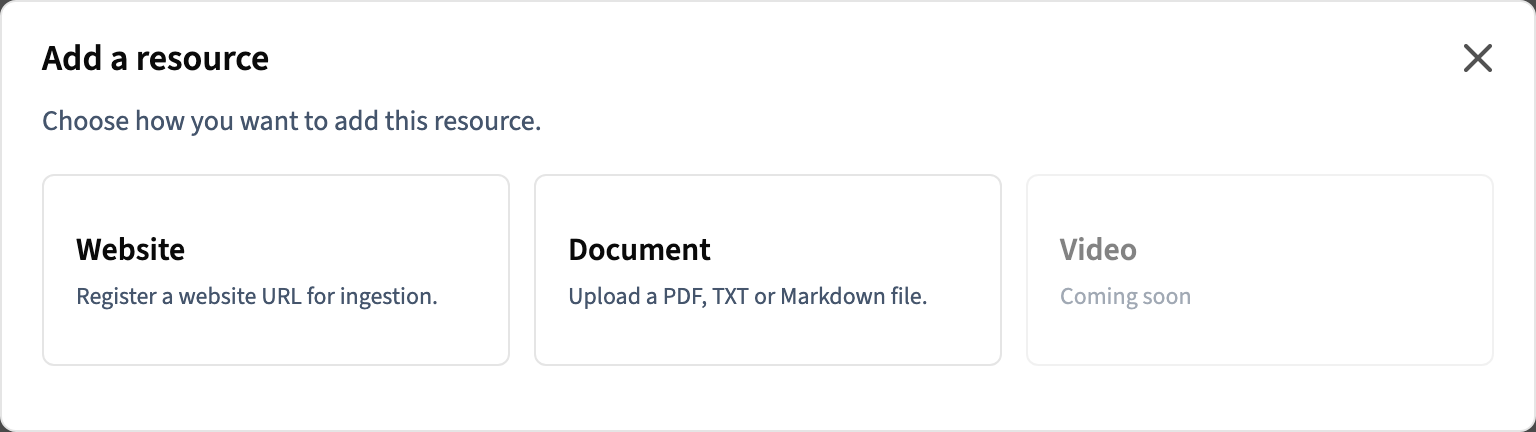 Add a resource
Choose how you want to add this resource.
Website
Register a website URL for ingestion.
Document
Upload a PDF, TXT or Markdown file.
Video
Coming soon